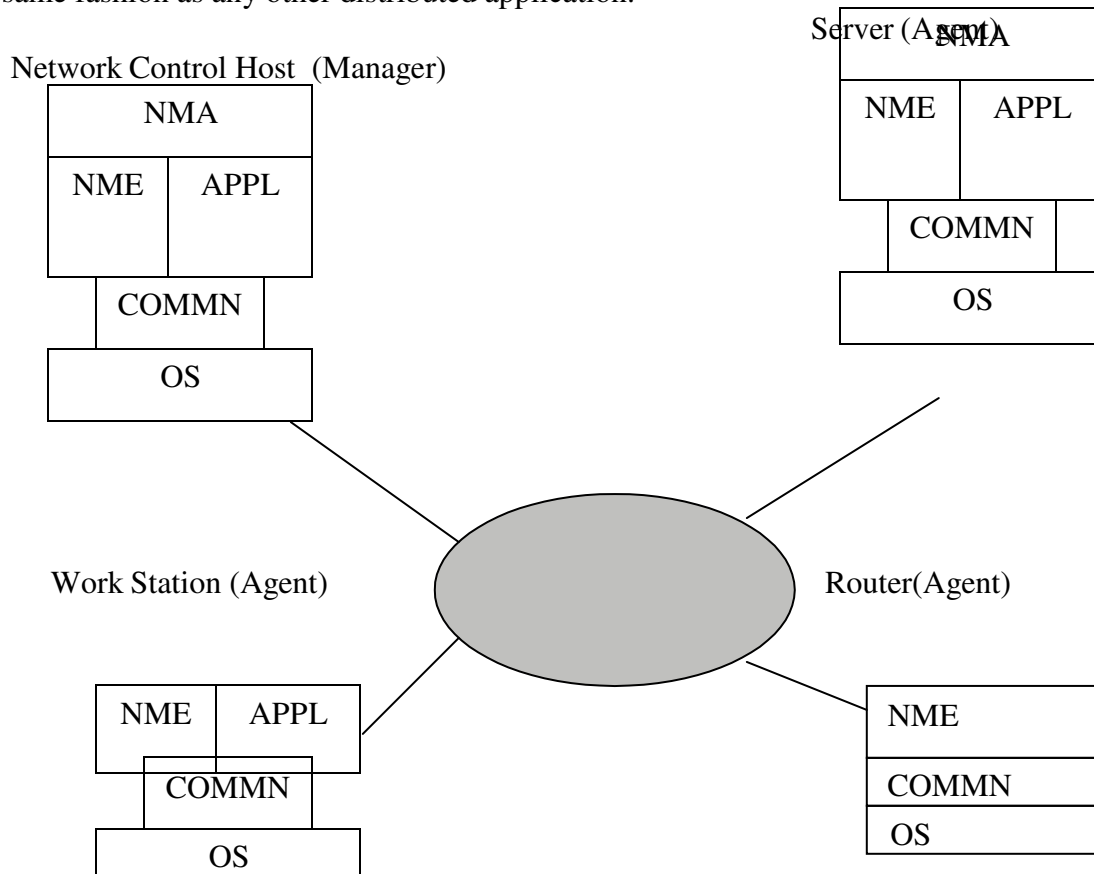 same fashion as any other distributed application.
Server (Agent)
NMA
Network Control Host (Manager)
NMA
NME APPL
NME APPL
COMMN
COMMN
OS
OS
Work Station (Agent)
Router(Agent)
NME APPL
NME
COMMN
COMMN
OS
OS